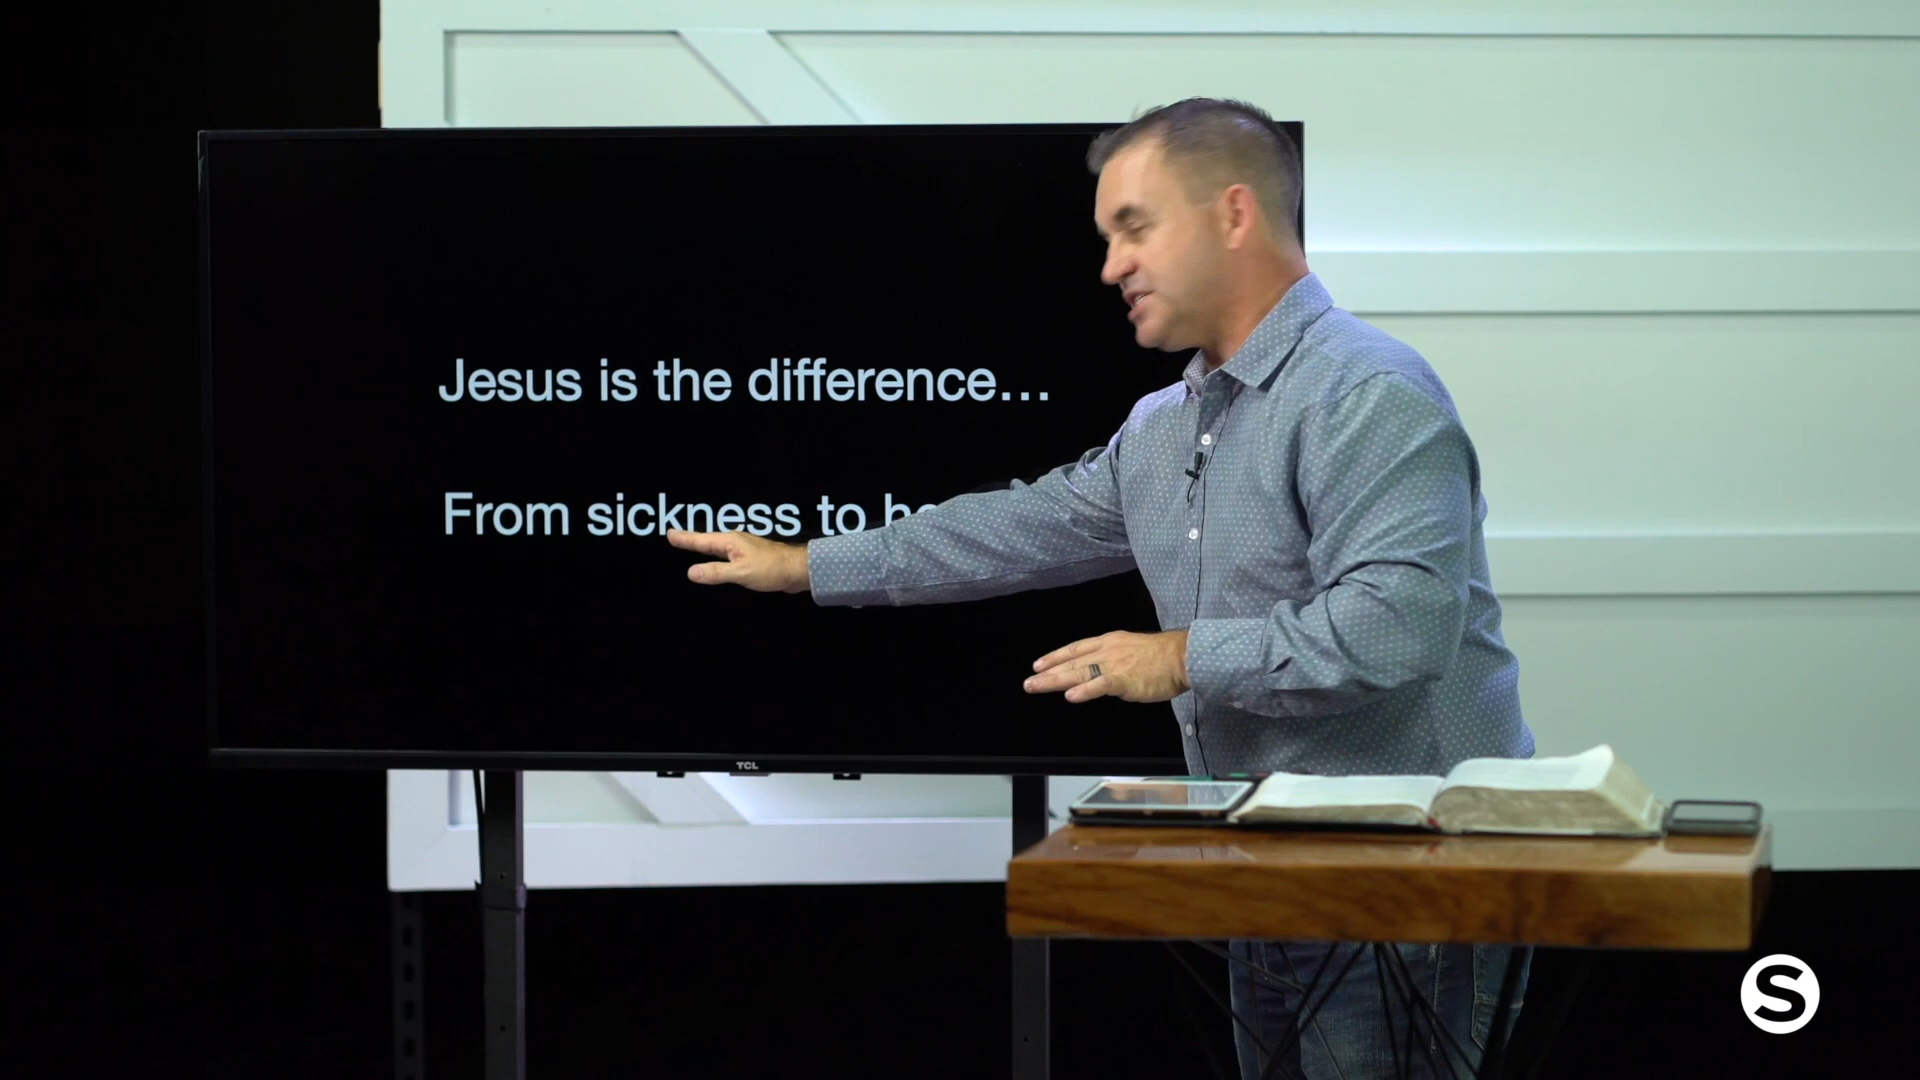 Jesus is the difference…
From sickness to
TCL
S